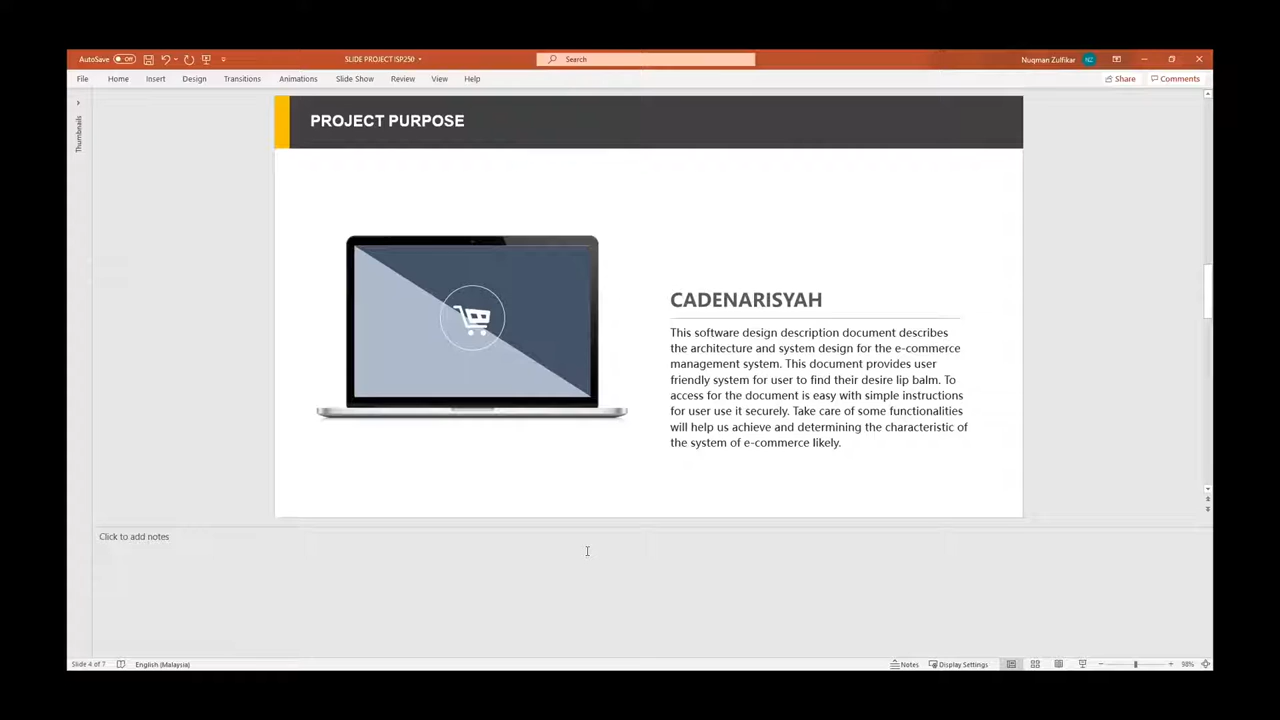 AutoSave Off SLIDE PROJECT ISP250 Search Nuqman Zulfikar NZ
File Home Insert Design Transitions Animations Slide Show Review View Help Share Comments
Thumbnails
PROJECT PURPOSE
CADENARISYAH
This software design description document describes
the architecture and system design for the e-commerce
management system. This document provides user
friendly system for user to find their desire lip balm. To
access for the document is easy with simple instructions
for user use it securely. Take care of some functionalities
will help us achieve and determining the characteristic of
the system of e-commerce likely.
Click to add notes
Slide 4 of 7 English (Malaysia) Notes Display Settings 98%